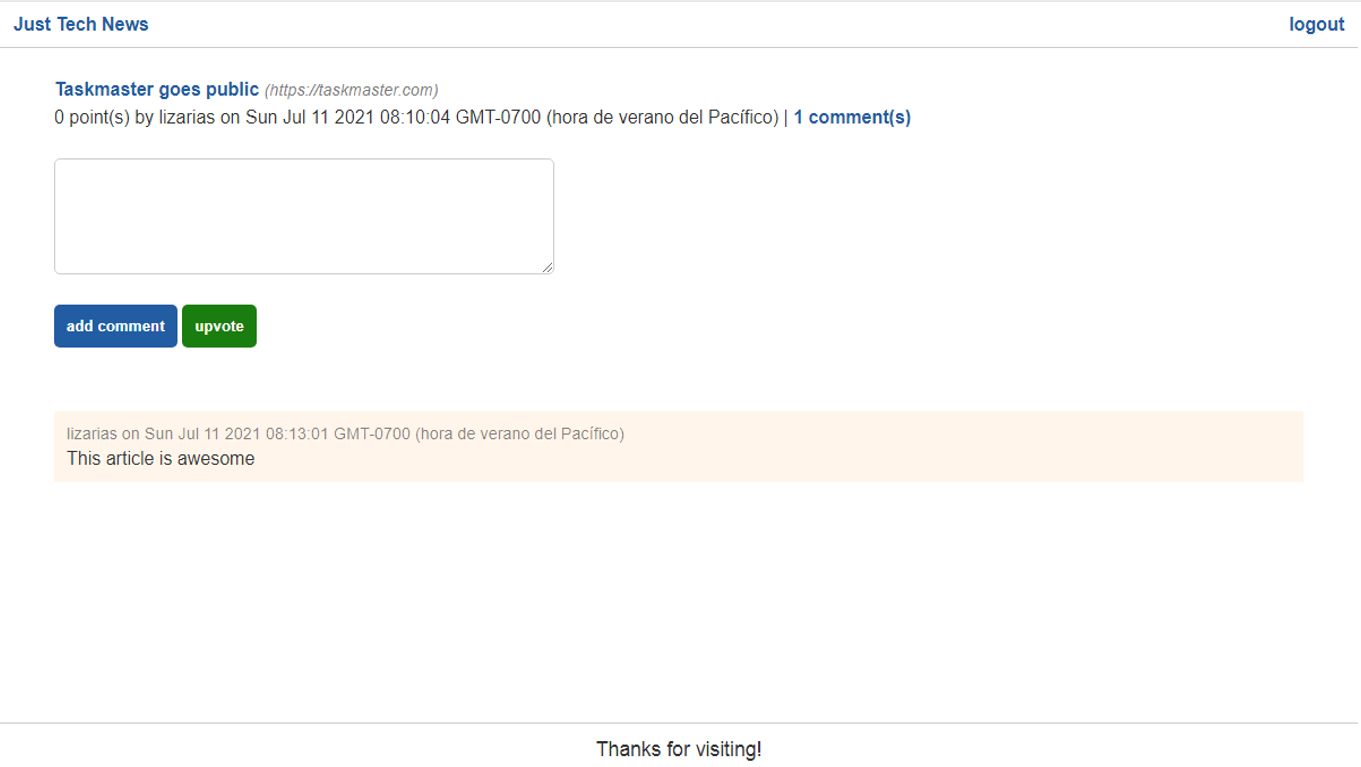 Just Tech News logout
Taskmaster goes public (https://taskmaster.com)
0 point(s) by lizarias on Sun Jul 11 2021 08:10:04 GMT-0700 (hora de verano del Pacífico) | 1 comment(s)
add comment upvote
lizarias on Sun Jul 11 2021 08:13:01 GMT-0700 (hora de verano del Pacífico)
This article is awesome
Thanks for visiting!